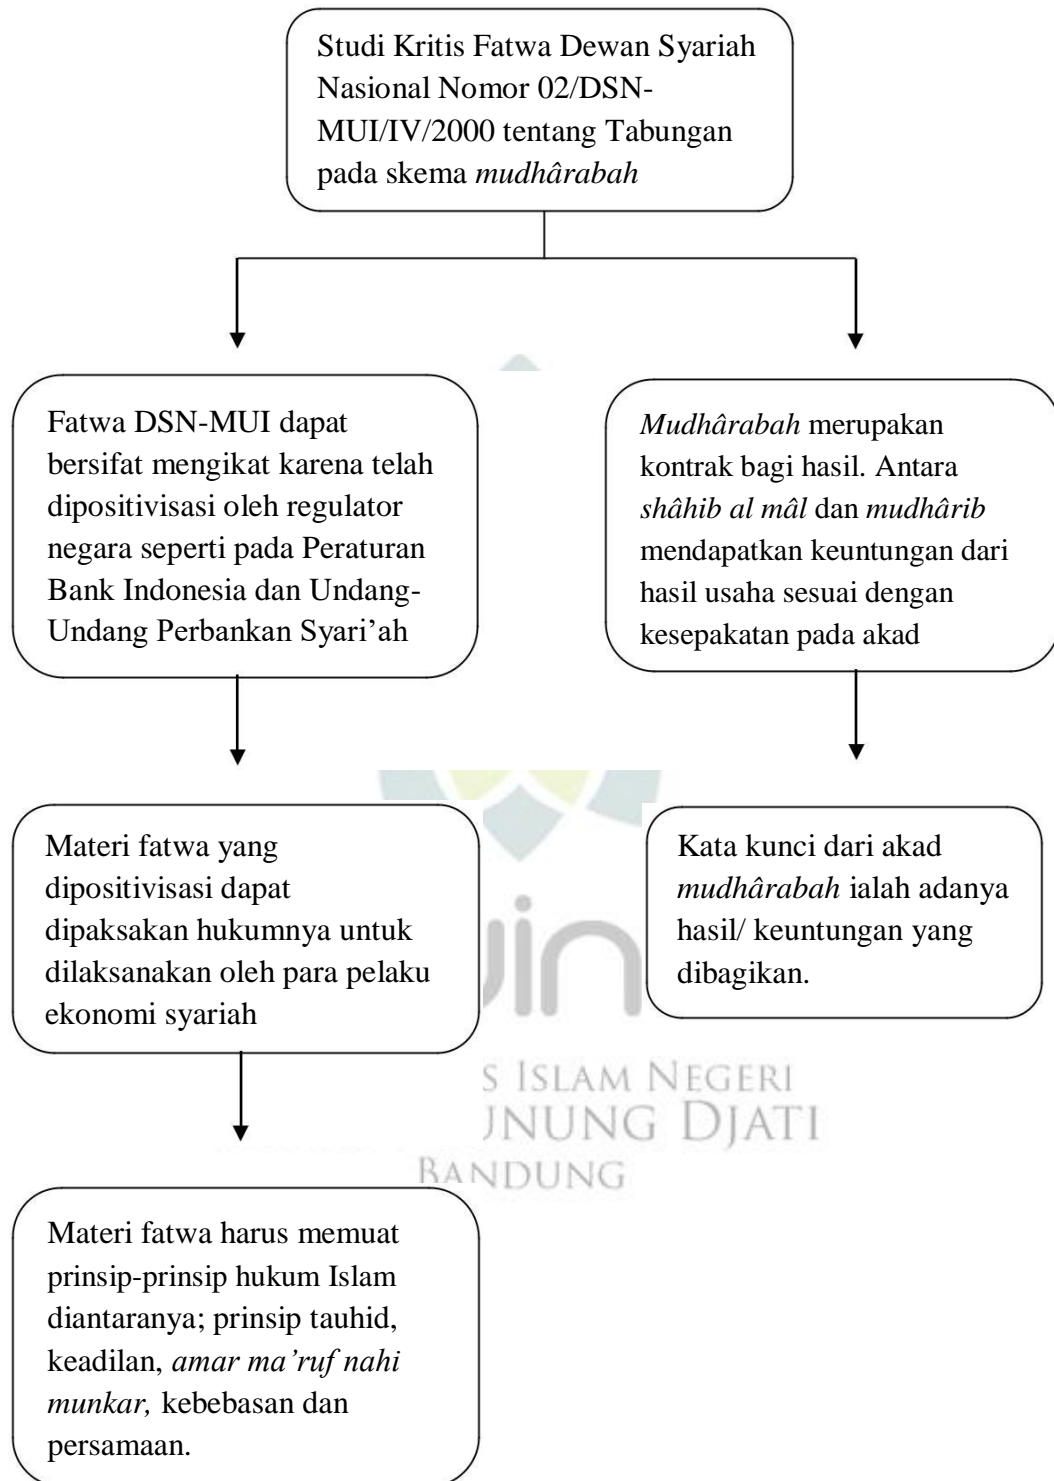 Studi Kritis Fatwa Dewan Syariah
Nasional Nomor 02/DSN-
MUI/IV/2000 tentang Tabungan
pada skema mudhârabah
Fatwa DSN-MUI dapat
bersifat mengikat karena telah
dipositivisasi oleh regulator
negara seperti pada Peraturan
Bank Indonesia dan Undang-
Undang Perbankan Syari’ah
Mudhârabah merupakan
kontrak bagi hasil. Antara
shâhib al mâl dan mudhârib
mendapatkan keuntungan dari
hasil usaha sesuai dengan
kesepakatan pada akad
Materi fatwa yang
dipositivisasi dapat
dipaksakan hukumnya untuk
dilaksanakan oleh para pelaku
ekonomi syariah
Kata kunci dari akad
mudhârabah ialah adanya
hasil/ keuntungan yang
dibagikan.
uin
S ISLAM NEGERI
UNUNG DJATI
BANDUNG
Materi fatwa harus memuat
prinsip-prinsip hukum Islam
diantaranya; prinsip tauhid,
keadilan, amar ma’ruf nahi
munkar, kebebasan dan
persamaan.